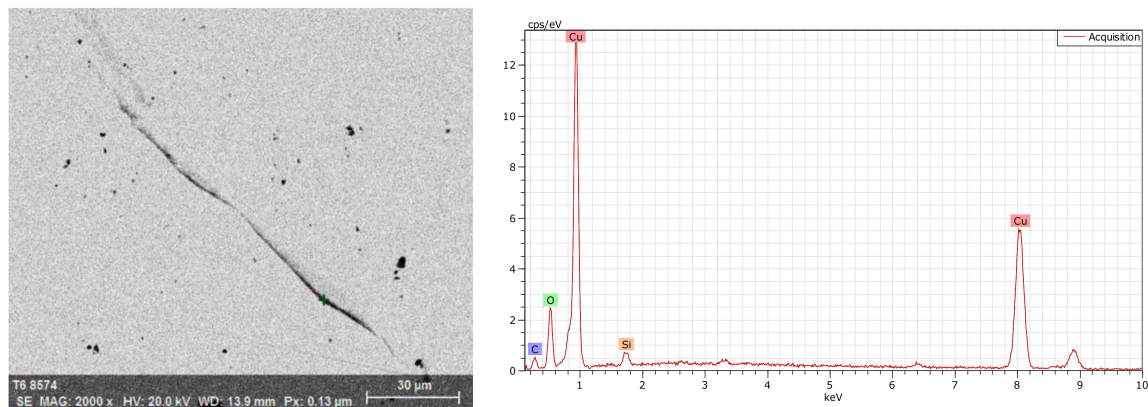 T6 8574
30 µm
SE MAG: 2000 x HV: 20.0 kV WD: 13.9 mm Px: 0.13 µm
cps/eV
Acquisition
Cu
O
C
Si
Cu
12
10
8
6
4
2
0
1 2 3 4 5 6 7 8 9 10
keV